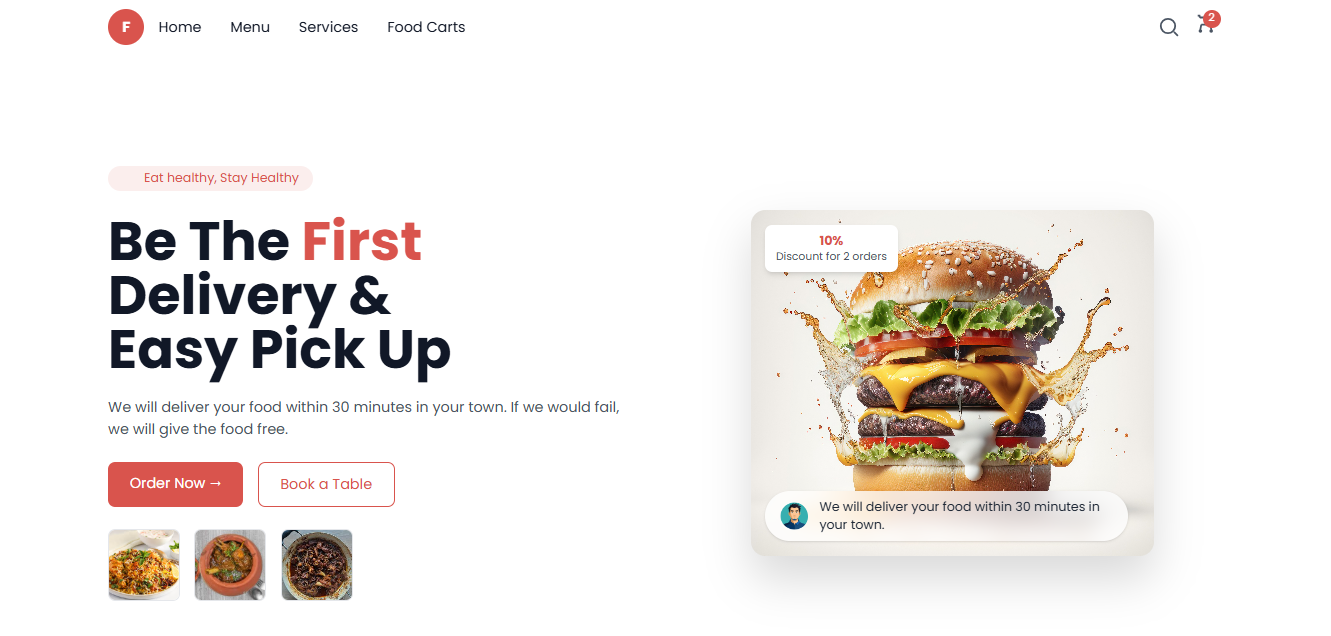 F Home Menu Services Food Carts 2
Eat healthy, Stay Healthy
Be The First
Delivery &
Easy Pick Up
We will deliver your food within 30 minutes in your town. If we would fail,
we will give the food free.
Order Now →
Book a Table
10%
Discount for 2 orders
We will deliver your food within 30 minutes in
your town.